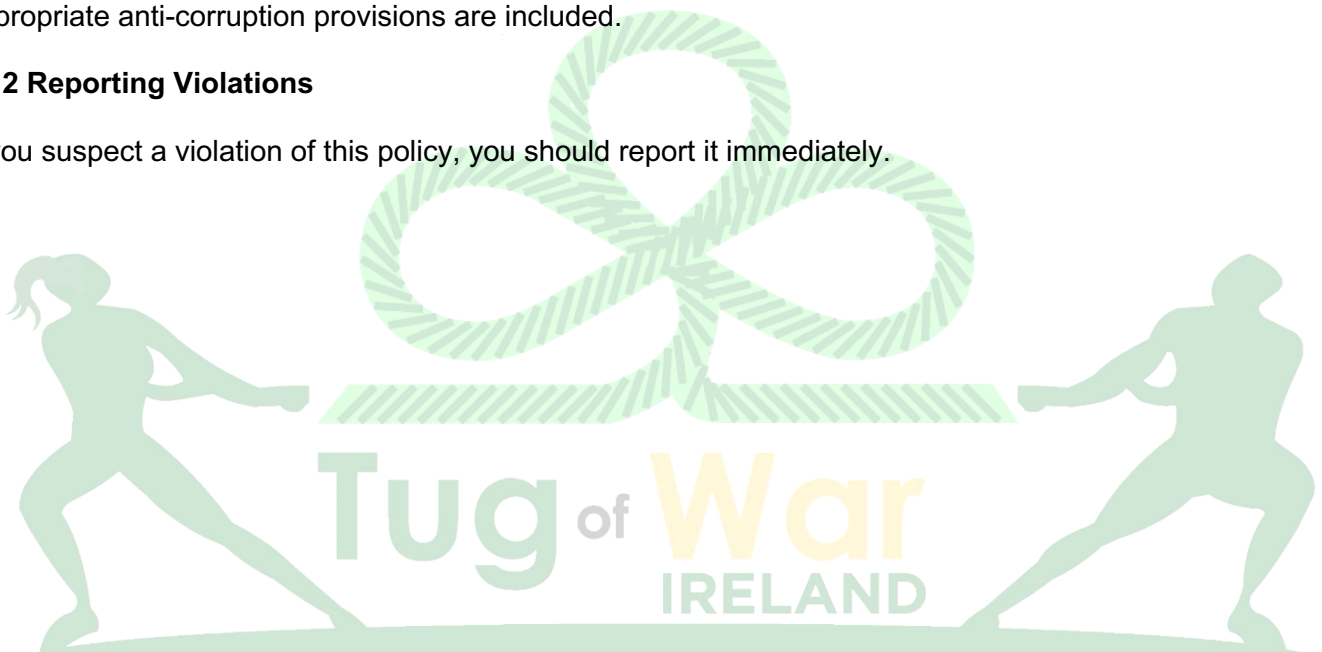 propriate anti-corruption provisions are included.
2 Reporting Violations
ou suspect a violation of this policy, you should report it immediately.
Tug of War
IRELAND